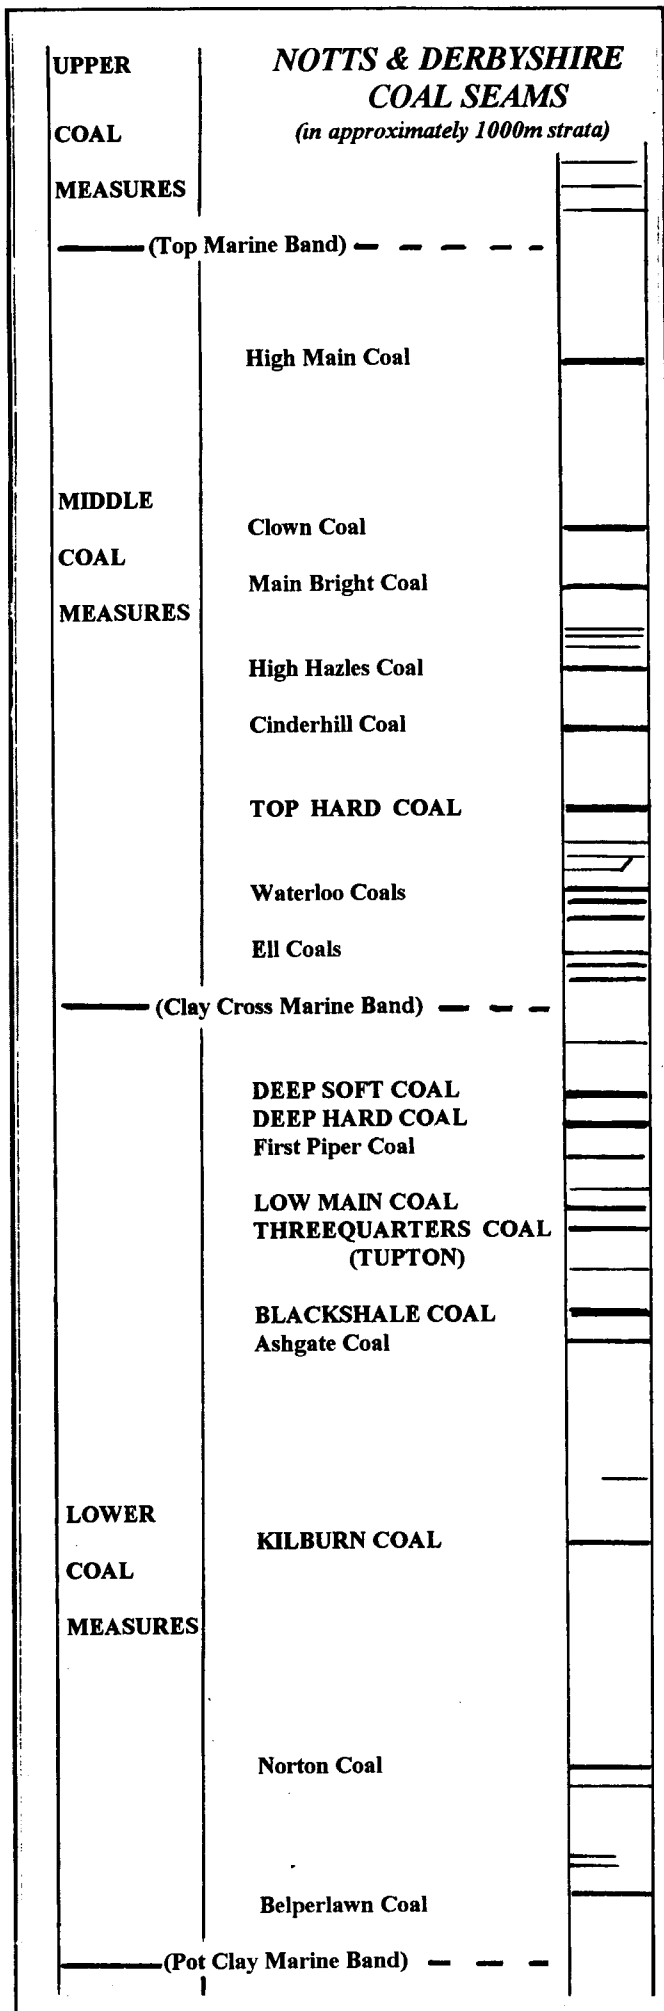 NOTTS & DERBYSHIRE
COAL SEAMS
(in approximately 1000m strata)
UPPER
COAL
MEASURES
(Top Marine Band)
High Main Coal
MIDDLE
Clown Coal
COAL
Main Bright Coal
MEASURES
High Hazles Coal
Cinderhill Coal
TOP HARD COAL
Waterloo Coals
Ell Coals
(Clay Cross Marine Band)
DEEP SOFT COAL
DEEP HARD COAL
First Piper Coal
LOW MAIN COAL
THREEQUARTERS COAL
(TUPTON)
BLACKSHALE COAL
Ashgate Coal
LOWER
KILBURN COAL
COAL
MEASURES
Norton Coal
Belperlawn Coal
(Pot Clay Marine Band)